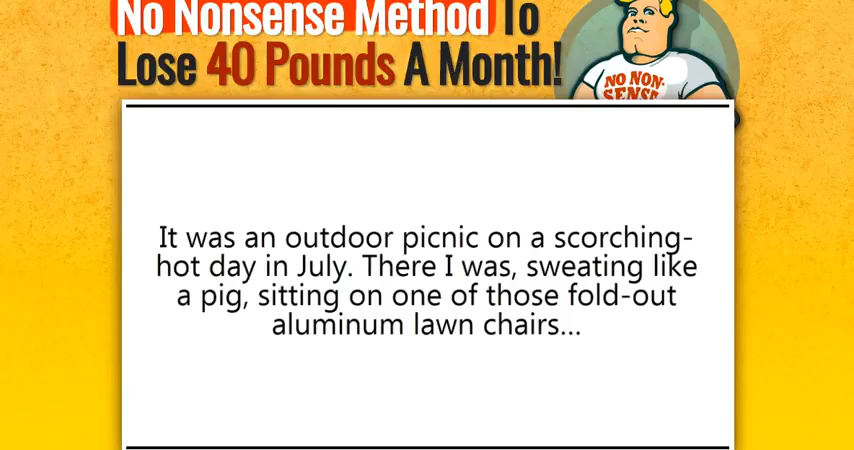 No Nonsense Method To
Lose 40 Pounds A Month!
NO NON-
SENSE
It was an outdoor picnic on a scorching-
hot day in July. There I was, sweating like
a pig, sitting on one of those fold-out
aluminum lawn chairs...